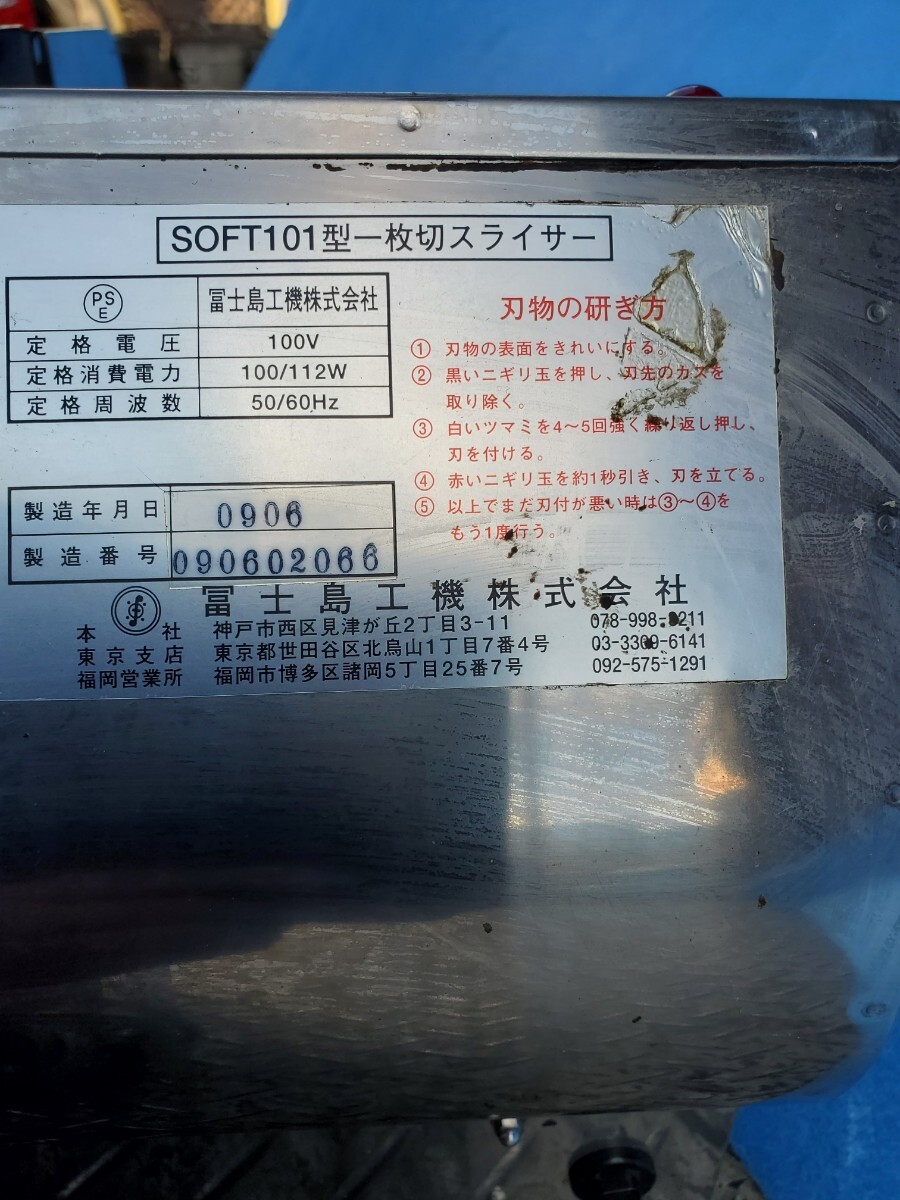 SOFT101型一枚切スライサー
PS E 冨士島工機株式会社
定格電圧 100V
定格消費電力 100/112W
定格周波数 50/60Hz
製造年月日 0906
製造番号 090602066
刃物の研ぎ方
① 刃物の表面をきれいにする。
② 黒いニギリ玉を押し、刃先のカスを
取り除く。
③ 白いツマミを4〜5回強く繰り返し押し、
刃を付ける。
④ 赤いニギリ玉を約1秒引き、刃を立てる。
⑤ 以上でまだ刃付が悪い時は③〜④を
もう1度行う。
冨士島工機株式会社
本社 神戸市西区見津が丘2丁目3-11
東京支店 東京都世田谷区北烏山1丁目7番4号 03-3309-6141
福岡営業所 福岡市博多区諸岡5丁目25番7号 092-575-1291